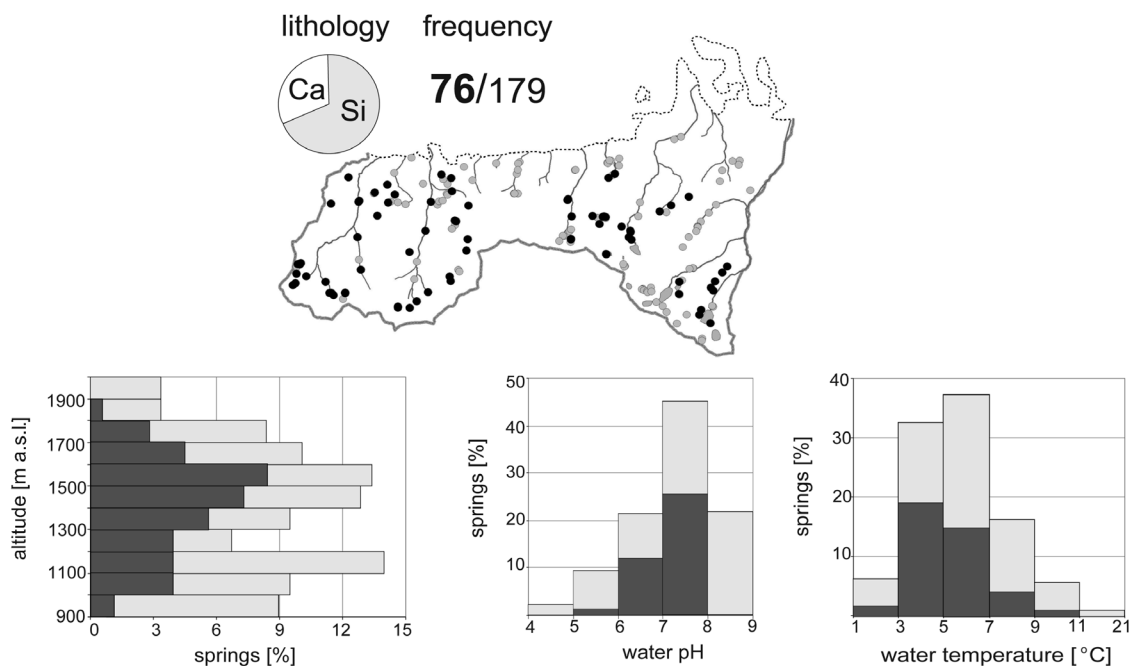 lithology frequency
Ca
Si
76/179
1900
1700
1500
1300
1100
900
altitude [m a.s.l.]
0 3 6 9 12 15
springs [%]
50
40
30
20
10
springs [%]
4 5 6 7 8 9
water pH
40
30
20
10
springs [%]
1 3 5 7 9 11 21
water temperature [°C]